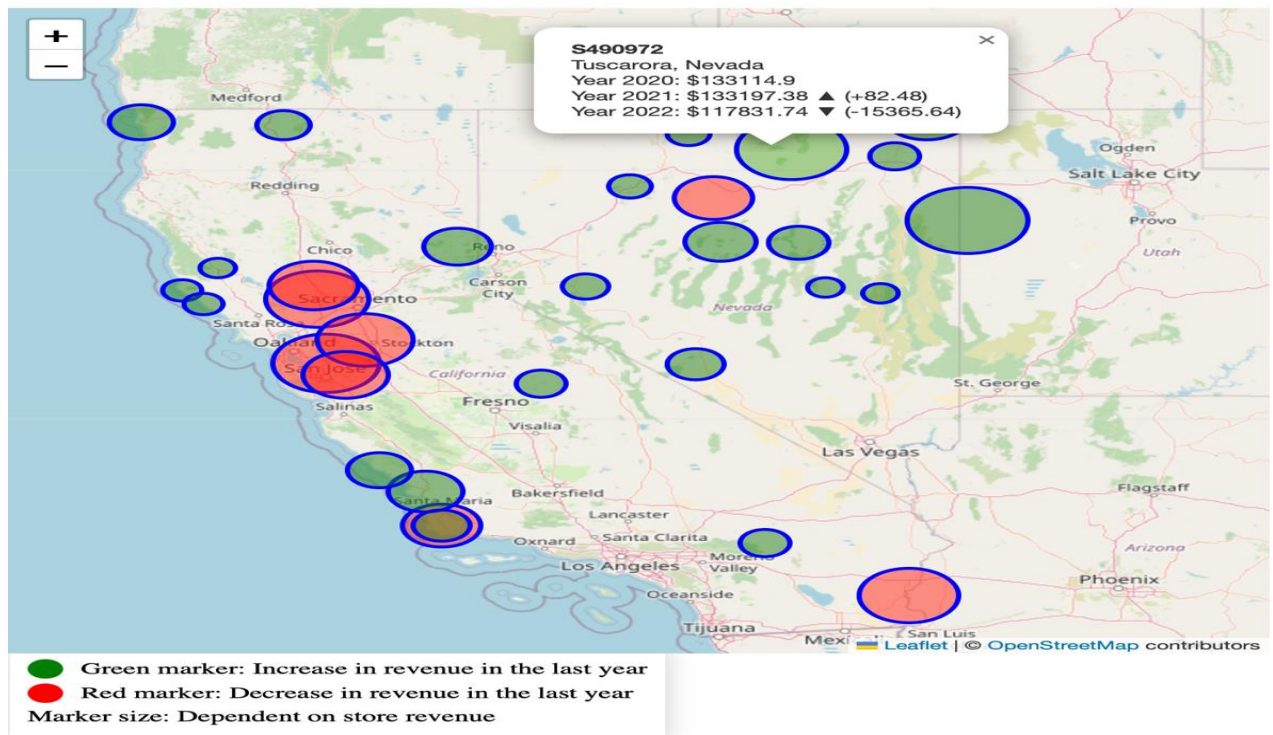 +
−
S490972
×
Tuscarora, Nevada
Year 2020: $133114.9
Year 2021: $133197.38 ▲ (+82.48)
Year 2022: $117831.74 ▼ (-15365.64)
Medford
Ogden
Salt Lake City
Redding
Provo
Chico
Reno
Utah
Carson
City
Sacramento
Nevada
Santa Rosa
Oakland
Stockton
San Jose
California
St. George
Salinas
Fresno
Visalia
Las Vegas
Santa Maria
Bakersfield
Flagstaff
Lancaster
Oxnard
Santa Clarita
Arizona
Los Angeles
Moreno
Valley
Phoenix
Oceanside
Tijuana
Mexi
San Luis
Leaflet | © OpenStreetMap contributors
Green marker: Increase in revenue in the last year
Red marker: Decrease in revenue in the last year
Marker size: Dependent on store revenue